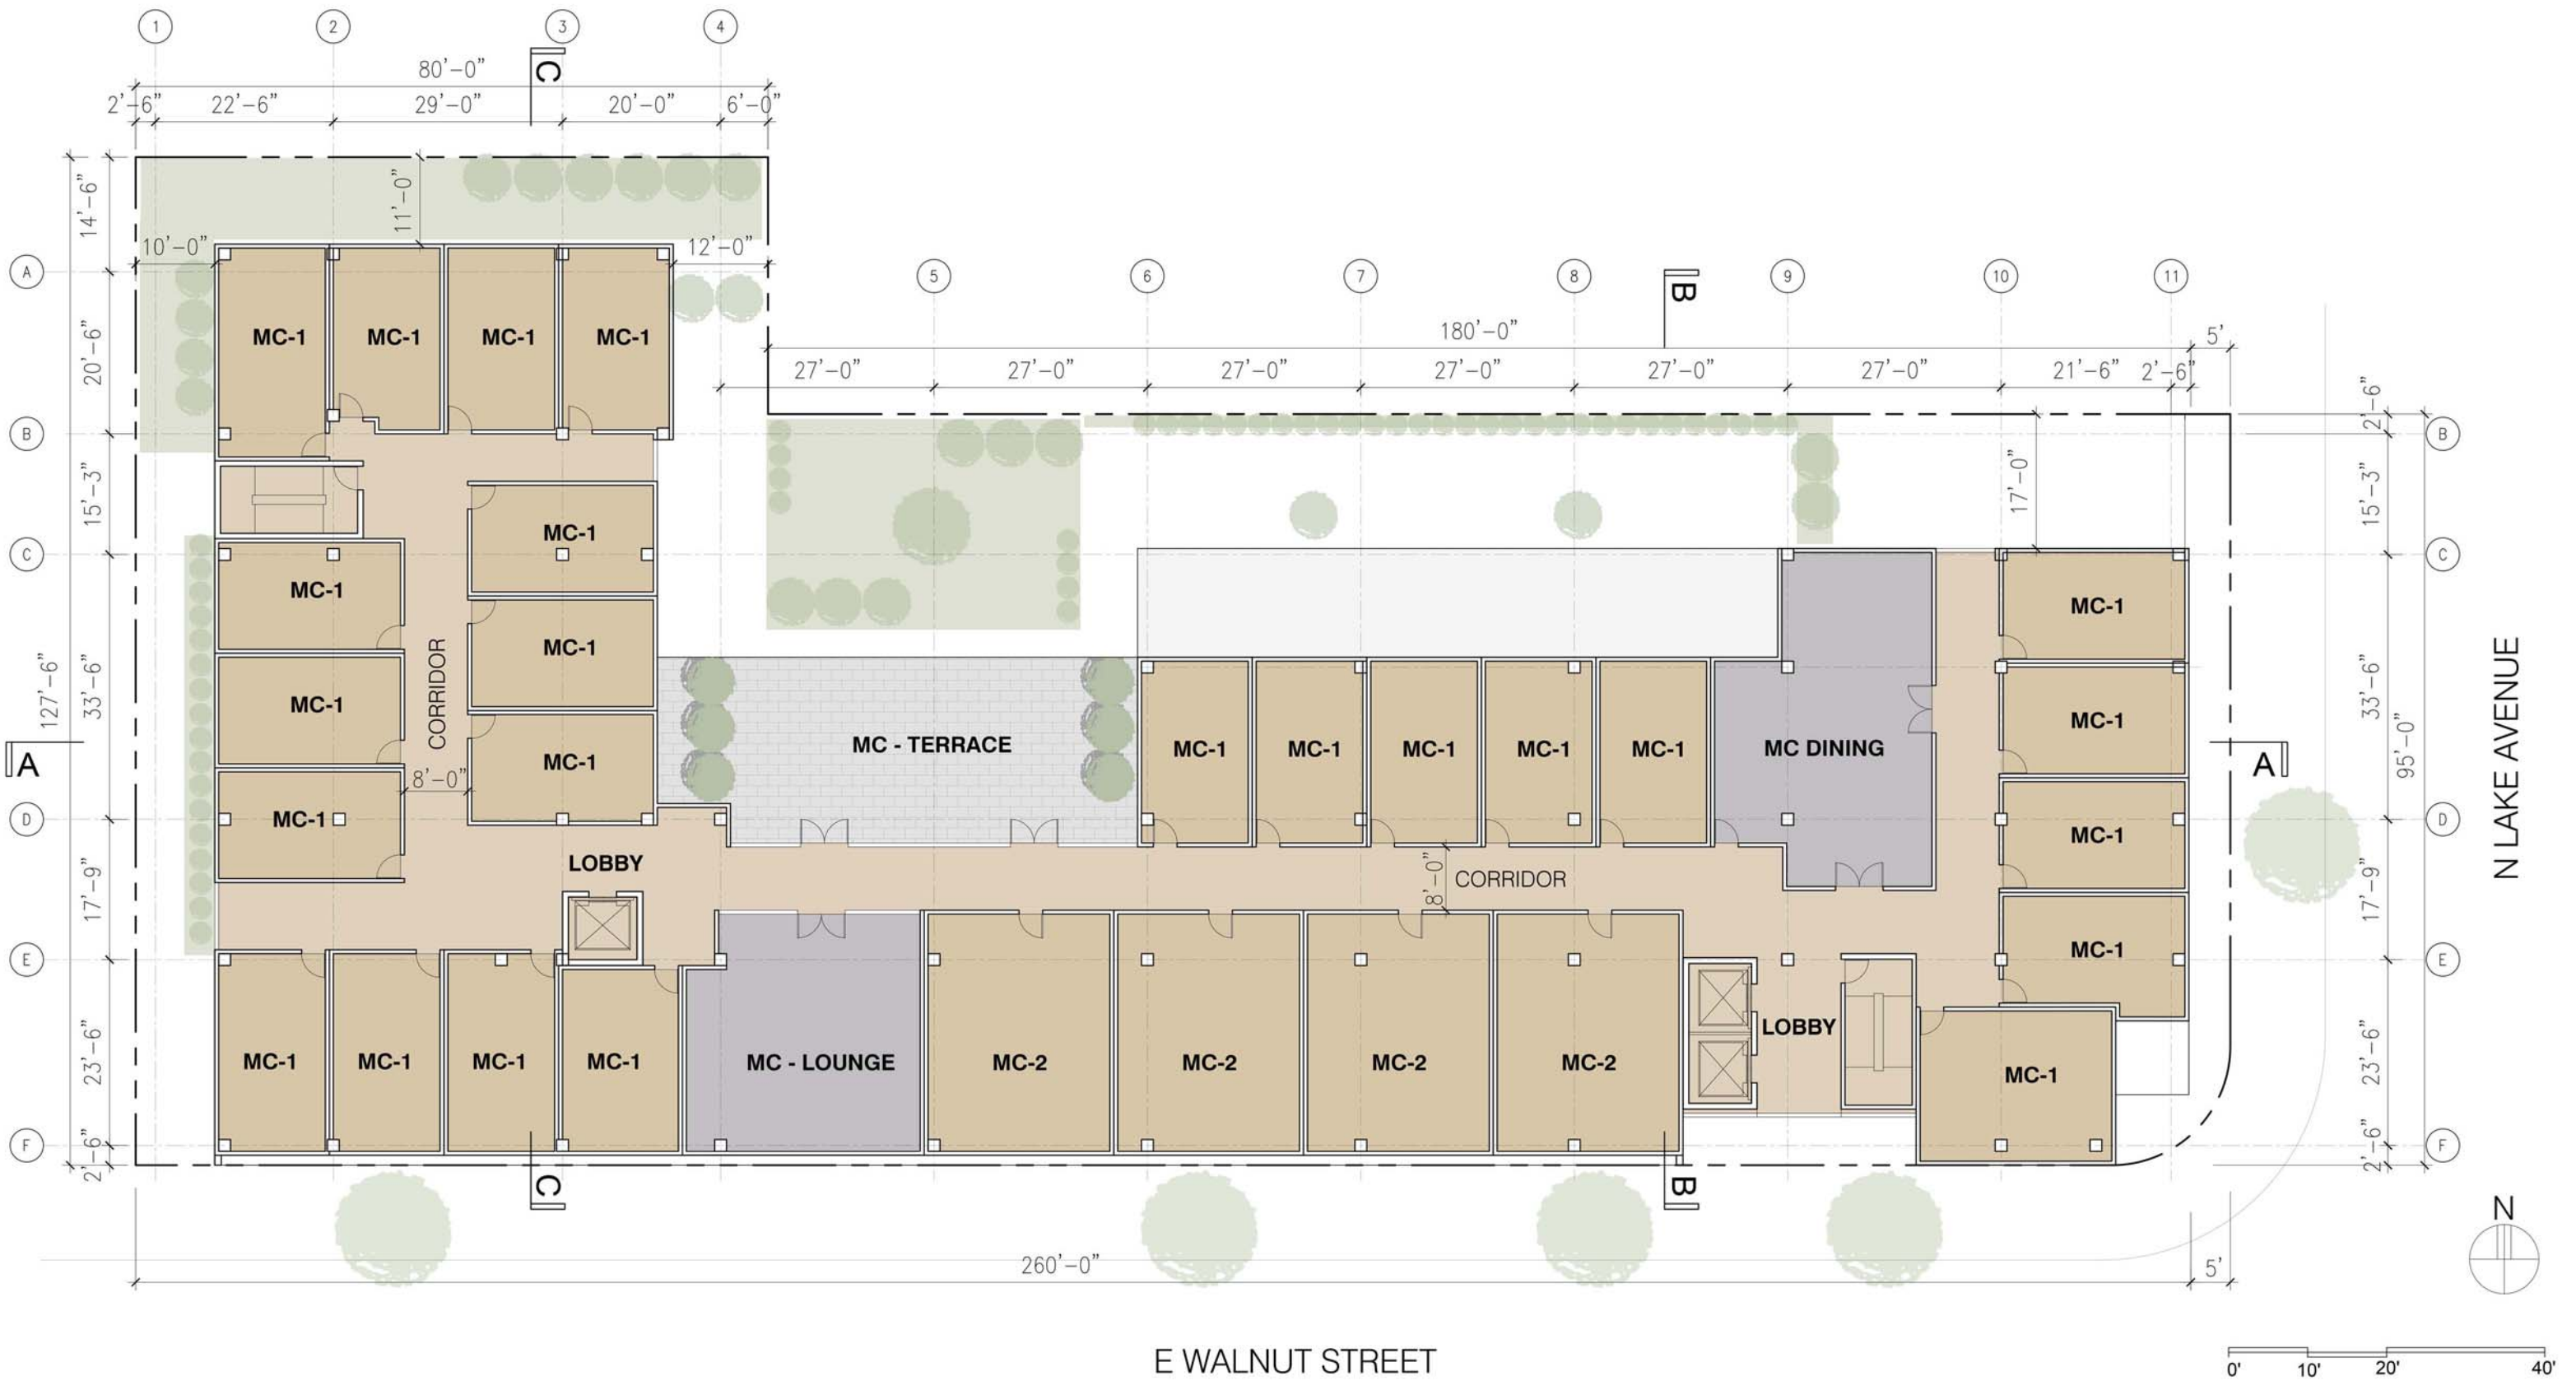 1 2 3 4
C
80'–0"
2'–6" 22'–6" 29'–0" 20'–0" 6'–0"
14'–6"
11'–0"
10'–0" 12'–0"
A
5 6 7 8 9 10 11
B
180'–0" 5'
20'–6"
MC-1 MC-1 MC-1 MC-1
27'–0" 27'–0" 27'–0" 27'–0" 27'–0" 27'–0" 21'–6" 2'–6"
2'–6"
B B
15'–3" 17'–0" 15'–3"
MC-1
C C
MC-1 MC-1
MC-1
N LAKE AVENUE
127'–6" 33'–6" CORRIDOR 33'–6" 95'–0"
MC-1 MC-1
MC - TERRACE MC-1 MC-1 MC-1 MC-1 MC-1 MC DINING MC-1
A MC-1 A
8'–0"
D MC-1 MC-1 D
LOBBY
17'–9" 8'–0" CORRIDOR 17'–9"
MC-1
E E
23'–6" LOBBY 23'–6"
MC-1 MC-1 MC-1 MC-1 MC - LOUNGE MC-2 MC-2 MC-2 MC-2 MC-1
F F
2'–6" 2'–6"
C B
N
260'–0" 5'
E WALNUT STREET
0' 10' 20' 40'